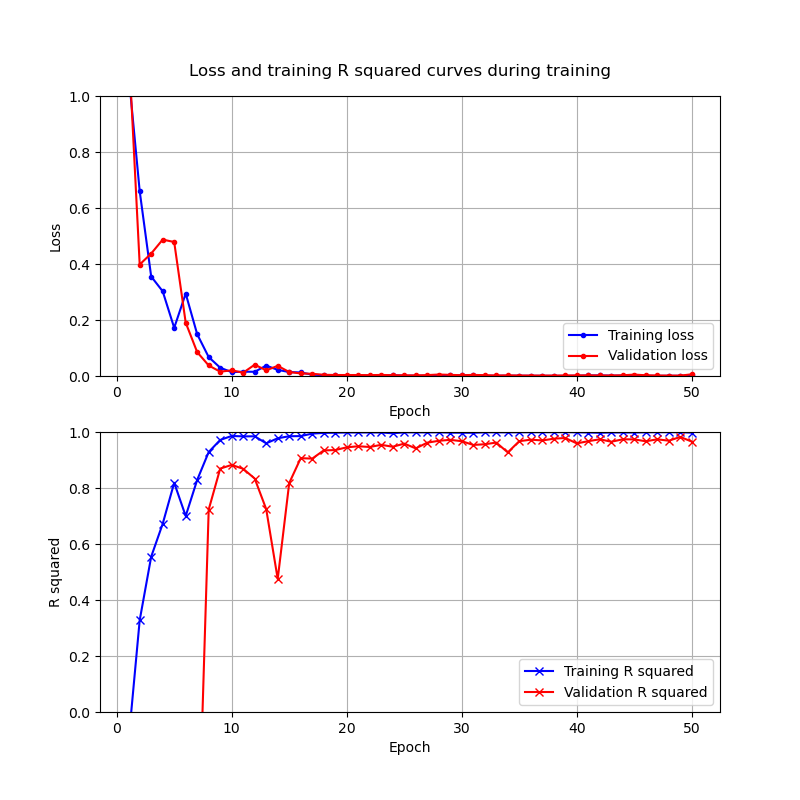 Loss and training R squared curves during training
1.0
0.8
0.6
0.4
0.2
0.0
Loss
Training loss
Validation loss
0 10 20 30 40 50
Epoch
1.0
0.8
0.6
0.4
0.2
0.0
R squared
Training R squared
Validation R squared
0 10 20 30 40 50
Epoch